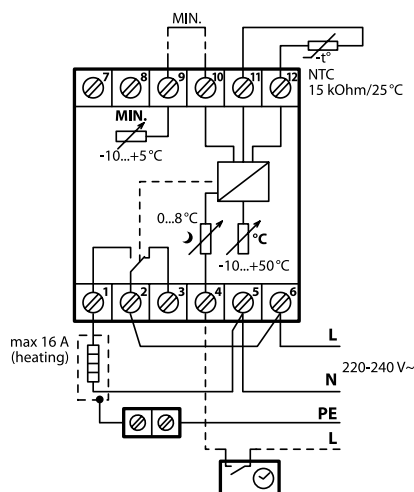 MIN.
-t°
NTC
15 kOhm/25°C
7 8 9 10 11 12
MIN.
-10...+5°C
0...8°C
°C
-10...+50°C
1 2 3 4 5 6
max 16 A
(heating)
L
220-240 V~
N
PE
L